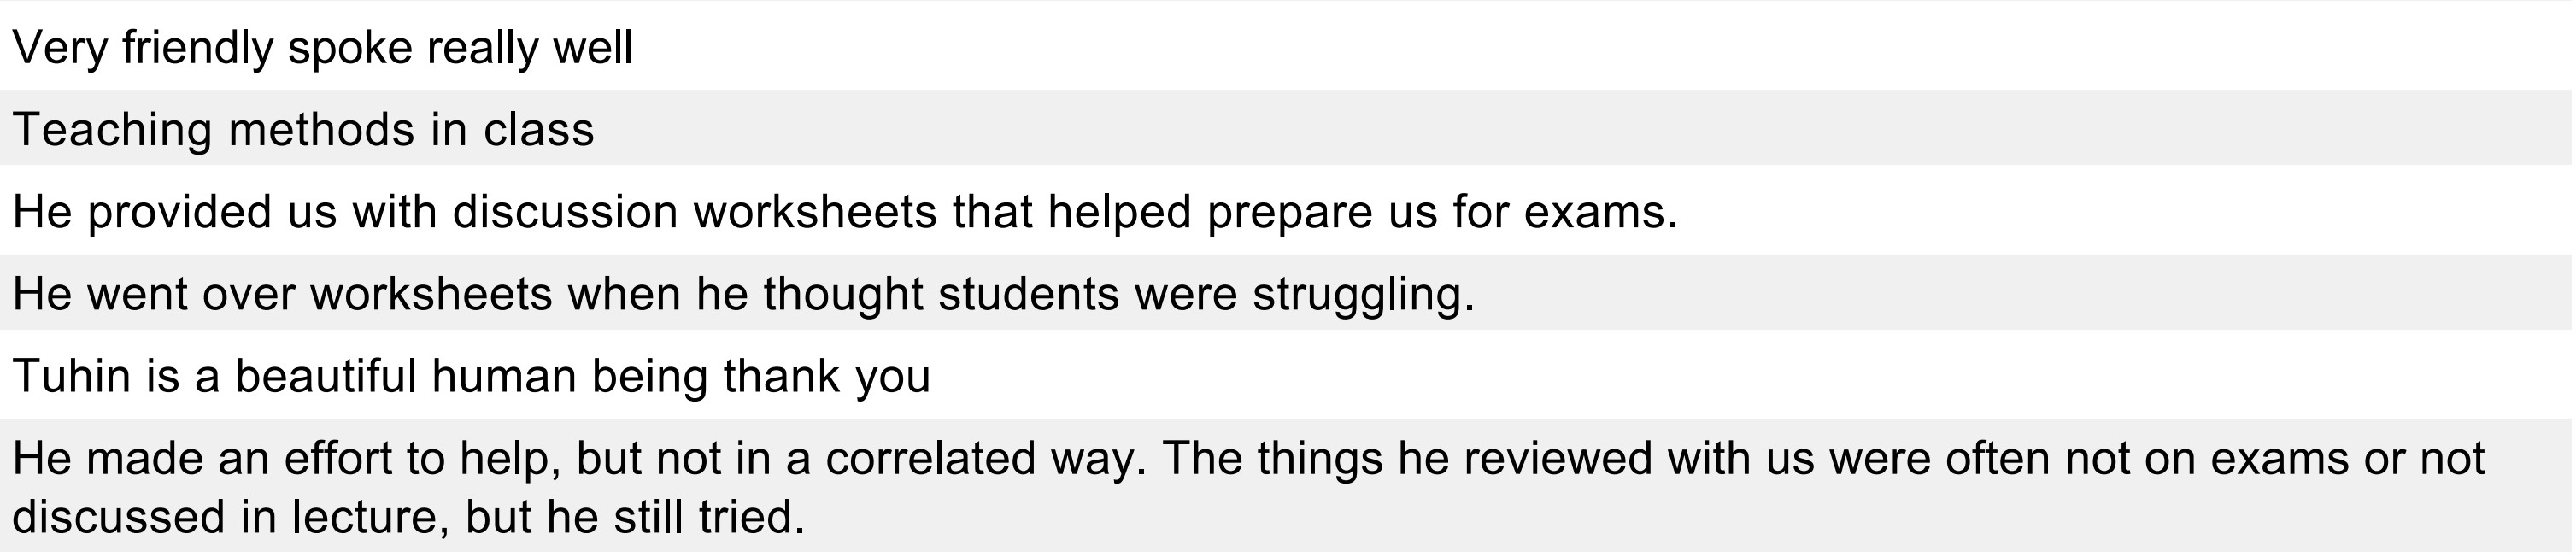 Very friendly spoke really well
Teaching methods in class
He provided us with discussion worksheets that helped prepare us for exams.
He went over worksheets when he thought students were struggling.
Tuhin is a beautiful human being thank you
He made an effort to help, but not in a correlated way. The things he reviewed with us were often not on exams or not
discussed in lecture, but he still tried.